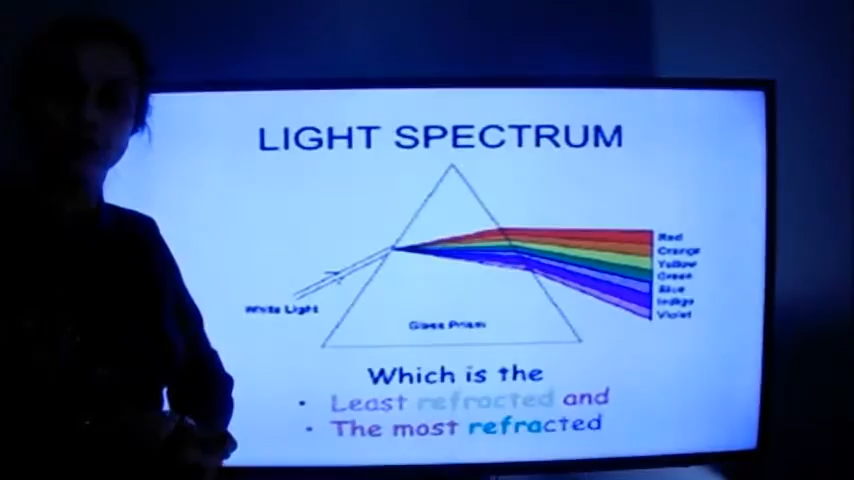 LIGHT SPECTRUM
Red
Orange
Yellow
Green
Blue
Indigo
Violet
White Light
Glass Prism
Which is the
• Least refracted and
• The most refracted